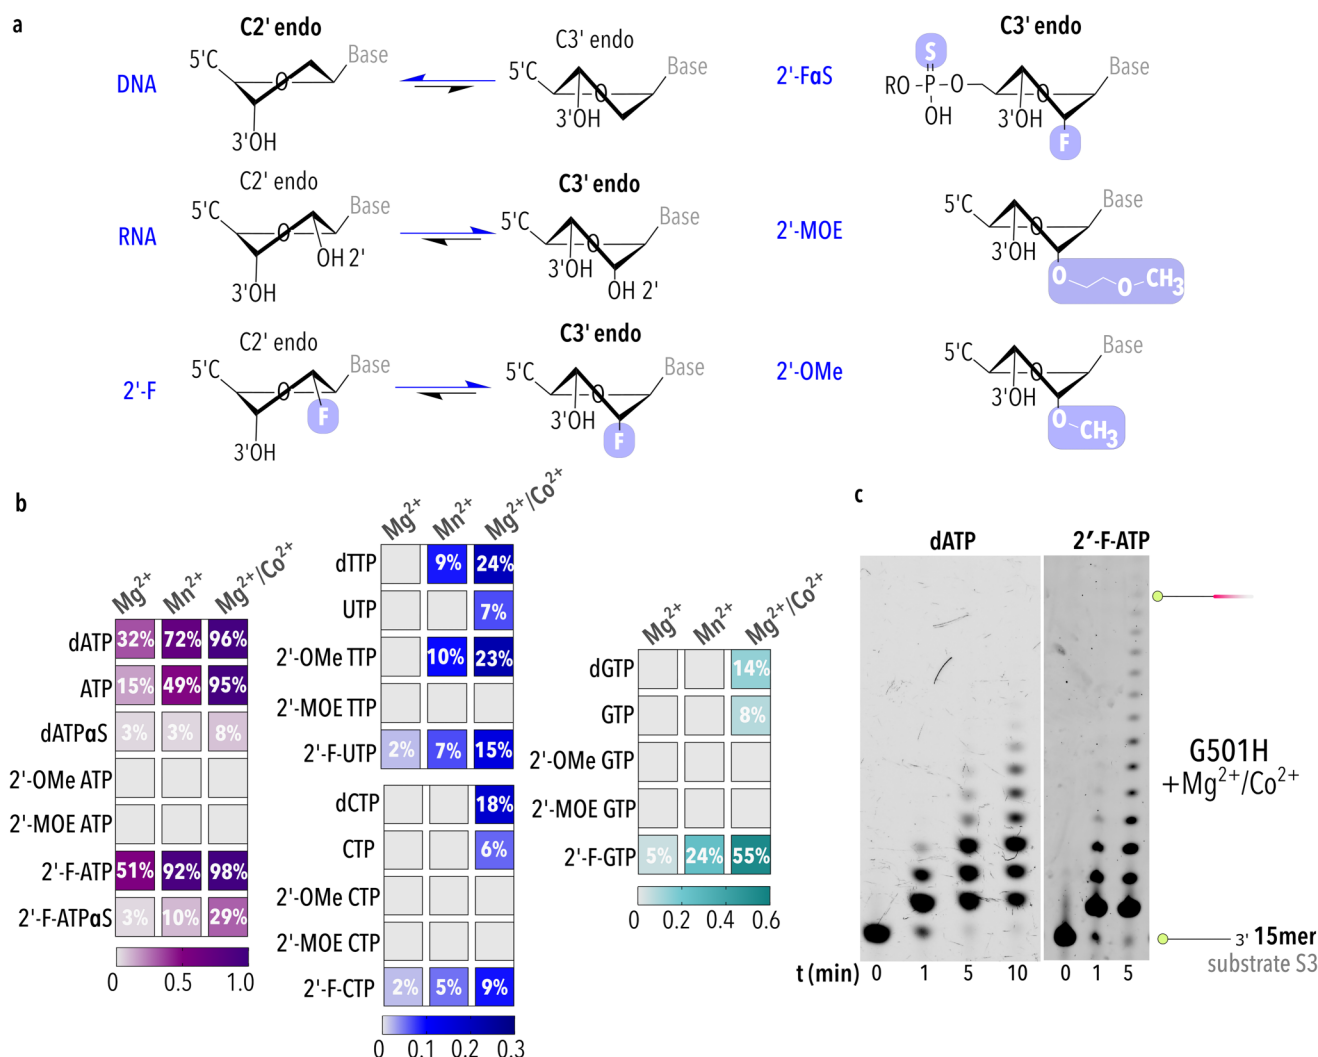 a
C2' endo
C3' endo
C3' endo
DNA
5'C
O
Base
3'OH
5'C
O
Base
3'OH
2'-FαS
S
RO
P
O
OH
O
Base
3'OH
F
C2' endo
C3' endo
RNA
5'C
O
Base
OH 2'
3'OH
5'C
O
Base
3'OH
OH 2'
2'-MOE
5'C
O
Base
3'OH
O
O
CH3
C2' endo
C3' endo
2'-F
5'C
O
Base
F
3'OH
5'C
O
Base
3'OH
F
2'-OMe
5'C
O
Base
3'OH
O
CH3
b
Mg2+ Mn2+ Mg2+/Co2+
dATP 32% 72% 96%
ATP 15% 49% 95%
dATPαS 3% 3% 8%
2'-OMe ATP
2'-MOE ATP
2'-F-ATP 51% 92% 98%
2'-F-ATPαS 3% 10% 29%
0 0.5 1.0
Mg2+ Mn2+ Mg2+/Co2+
dTTP 9% 24%
UTP 7%
2'-OMe TTP 10% 23%
2'-MOE TTP
2'-F-UTP 2% 7% 15%
dCTP 18%
CTP 6%
2'-OMe CTP
2'-MOE CTP
2'-F-CTP 2% 5% 9%
0 0.1 0.2 0.3
Mg2+ Mn2+ Mg2+/Co2+
dGTP 14%
GTP 8%
2'-OMe GTP
2'-MOE GTP
2'-F-GTP 5% 24% 55%
0 0.2 0.4 0.6
c
dATP 2′-F-ATP
G501H
+Mg2+/Co2+
3' 15mer
substrate S3
t (min) 0 1 5 10 0 1 5